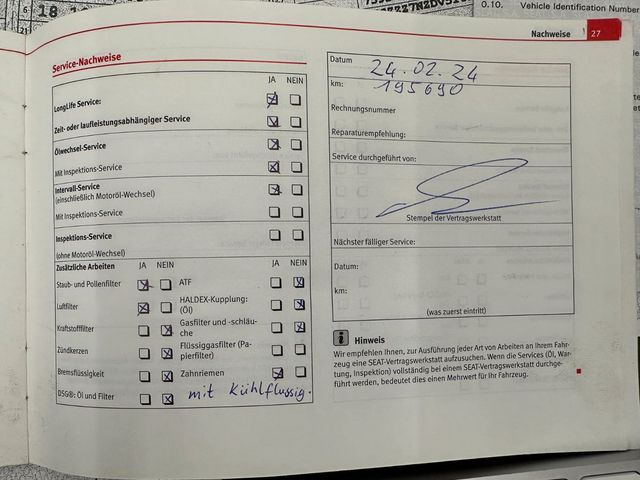 18
0.10. Vehicle Identification Number
Nachweise 27
Service-Nachweise
JA NEIN
LongLife Service:
Zeit- oder laufleistungsabhängiger Service
Ölwechsel-Service
Mit Inspektions-Service
Intervall-Service
(einschließlich Motoröl-Wechsel)
Mit Inspektions-Service
Inspektions-Service
(ohne Motoröl-Wechsel)
Zusätzliche Arbeiten JA NEIN JA NEIN
Staub- und Pollenfilter ATF
Luftfilter HALDEX-Kupplung:
(Öl)
Kraftstofffilter Gasfilter und -schläu-
che
Zündkerzen Flüssiggasfilter (Pa-
pierfilter)
Bremsflüssigkeit Zahnriemen
DSG®: Öl und Filter mit Kühlflussig.
Datum 24.02.24
km: 195690
Rechnungsnummer
Reparaturempfehlung:
Service durchgeführt von:
Stempel der Vertragswerkstatt
Nächster fälliger Service:
Datum:
km:
(was zuerst eintritt)
i Hinweis
Wir empfehlen Ihnen, zur Ausführung jeder Art von Arbeiten an Ihrem Fahr-
zeug eine SEAT-Vertragswerkstatt aufzusuchen. Wenn die Services (Öl, War-
tung, Inspektion) vollständig bei einem SEAT-Vertragswerkstatt durchge-
führt werden, bedeutet dies einen Mehrwert für Ihr Fahrzeug.